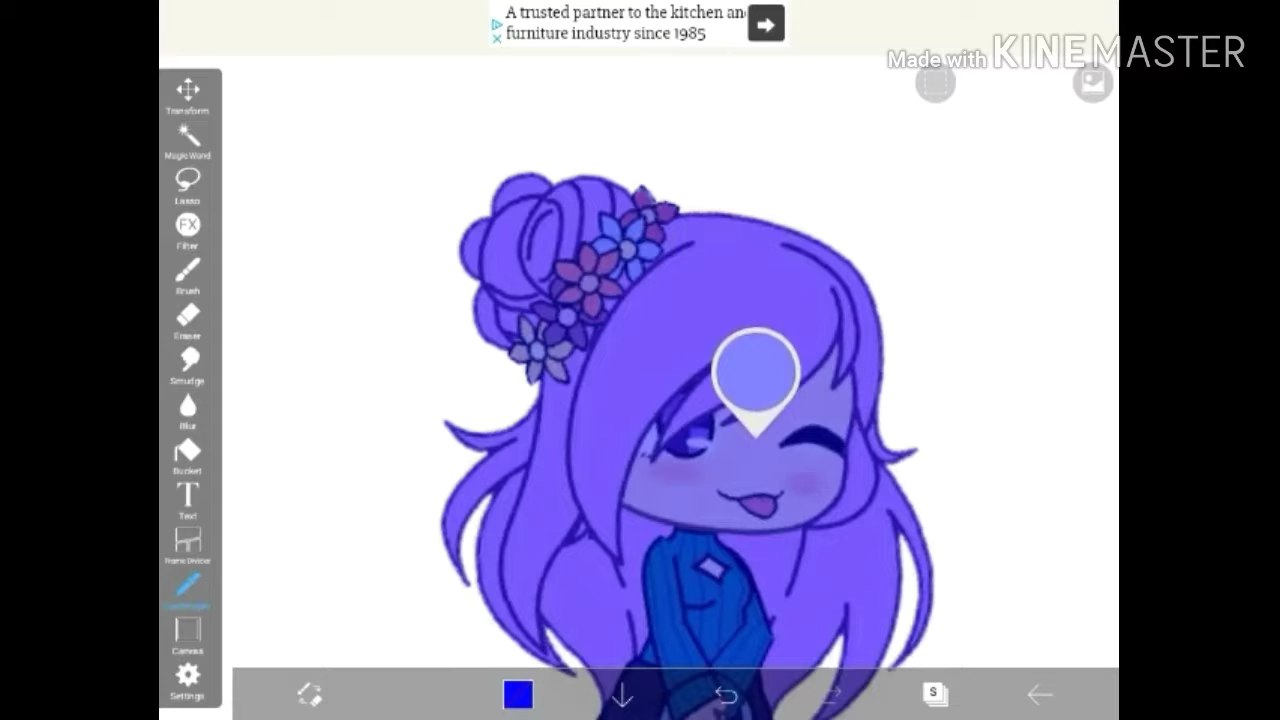 A trusted partner to the kitchen an
furniture industry since 1985
Made with KINEMASTER
Transform
Magic Wand
Lasso
FX
Filter
Brush
Eraser
Smudge
Blur
Bucket
T
Text
Frame Divider
Canvas
Settings
S